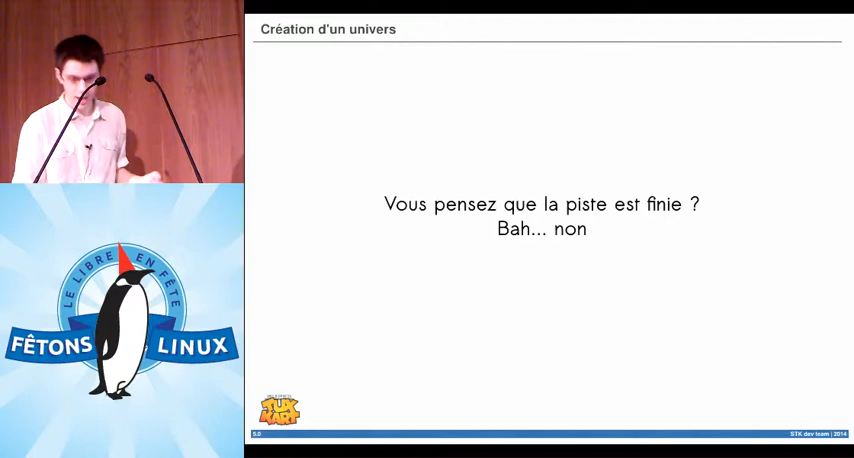 Création d'un univers
Vous pensez que la piste est finie ?
Bah... non
LE LIBRE EN FÊTE
FÊTONS LINUX
TUX
KART
5.0
STK dev team | 2014